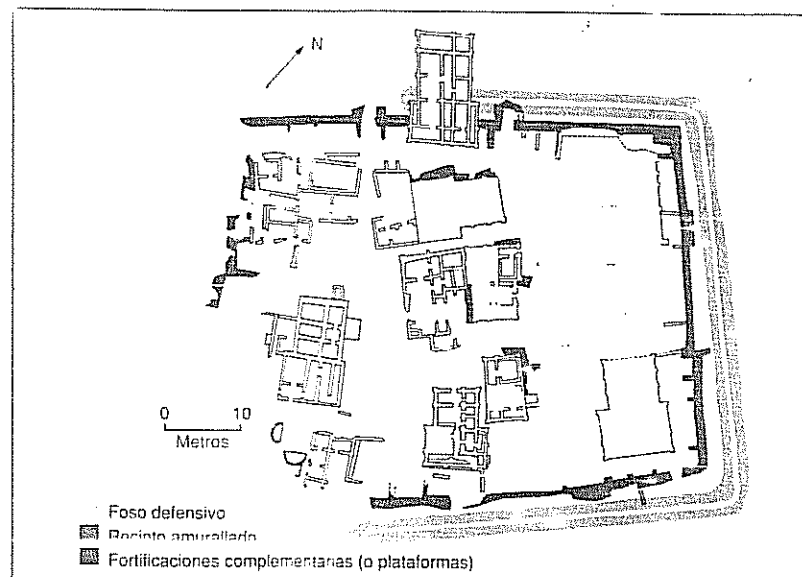 N
0 10
Metros
Foso defensivo
Recinto amurallado
Fortificaciones complementarias (o plataformas)